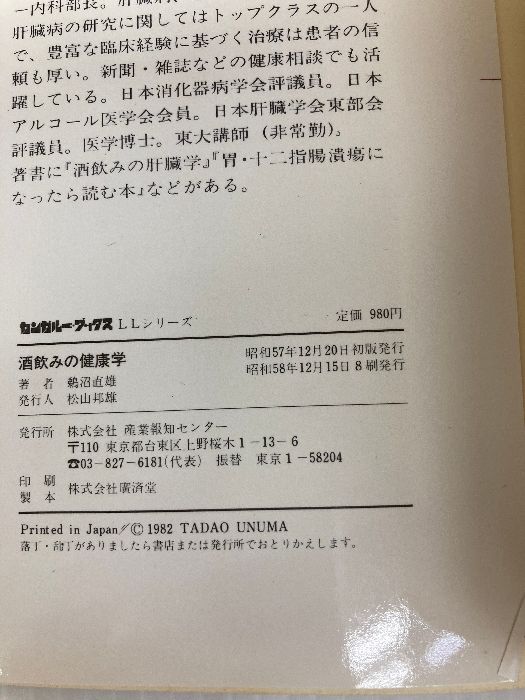 ー内科部長。肝臓病、
肝臓病の研究に関してはトップクラスの一人
で、豊富な臨床経験に基づく治療は患者の信
頼も厚い。新聞・雑誌などの健康相談でも活
躍している。日本消化器病学会評議員。日本
アルコール医学会会員。日本肝臓学会東部会
評議員。医学博士。東大講師（非常勤）。
著書に『酒飲みの肝臓学』『胃・十二指腸潰瘍に
なったら読む本』などがある。
カンガルーブックス LLシリーズ 定価 980円
酒飲みの健康学 昭和57年12月20日初版発行
昭和58年12月15日8刷発行
著者 鵜沼直雄
発行人 松山邦雄
発行所 株式会社 産業報知センター
〒110 東京都台東区上野桜木1-13-6
☎03-827-6181(代表) 振替 東京1-58204
印刷
製本 株式会社廣済堂
Printed in Japan//© 1982 TADAO UNUMA
落丁・乱丁がありましたら書店または発行所でおとりかえします。